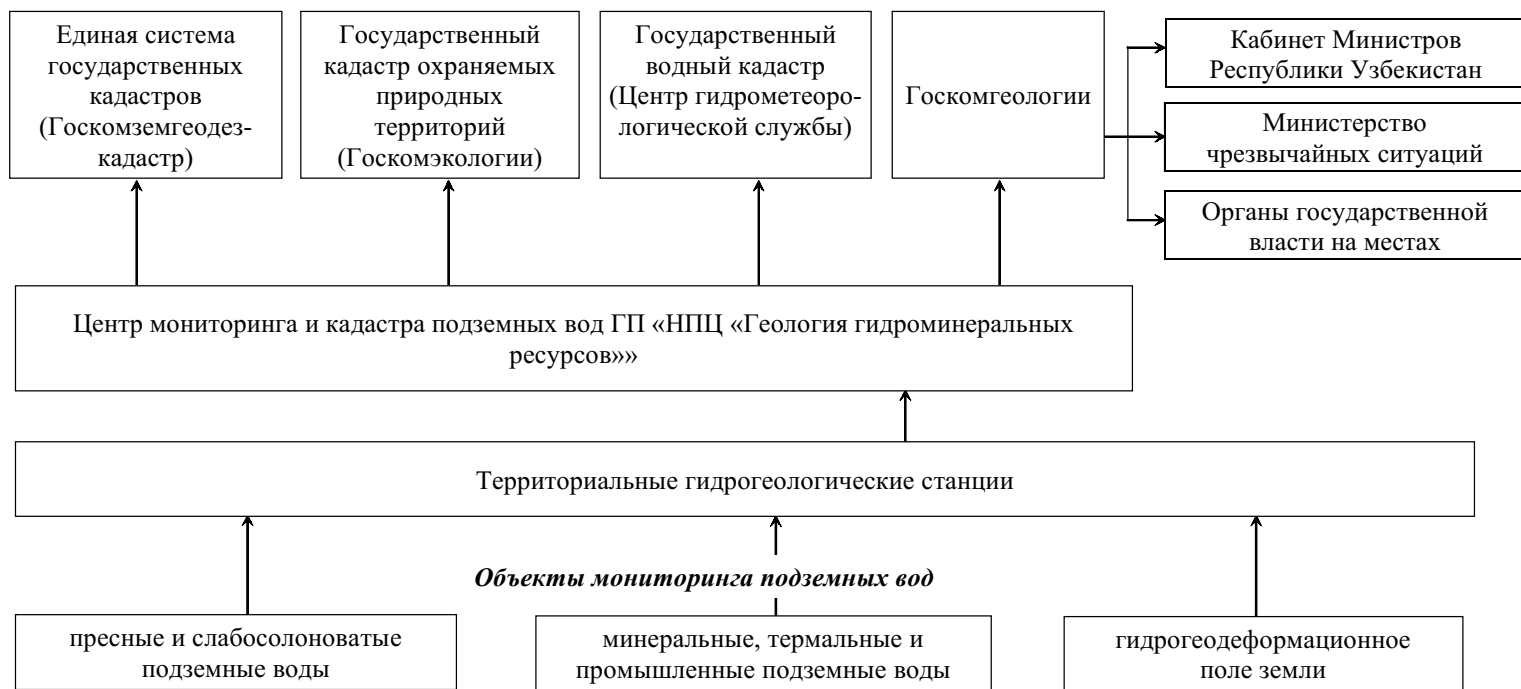 Единая система
государственных
кадастров
(Госкомземгеодез-
кадастр)
Государственный
кадастр охраняемых
природных
территорий
(Госкомэкологии)
Государственный
водный кадастр
(Центр гидрометеоро-
логической службы)
Госкомгеологии
Кабинет Министров
Республики Узбекистан
Министерство
чрезвычайных ситуаций
Органы государственной
власти на местах
Центр мониторинга и кадастра подземных вод ГП «НПЦ «Геология гидроминеральных
ресурсов»»
Территориальные гидрогеологические станции
Объекты мониторинга подземных вод
пресные и слабосолоноватые
подземные воды
минеральные, термальные и
промышленные подземные воды
гидрогеодеформационное
поле земли